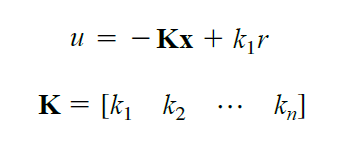 u = −Kx + k₁r
K = [k₁ k₂ ⋯ kₙ]